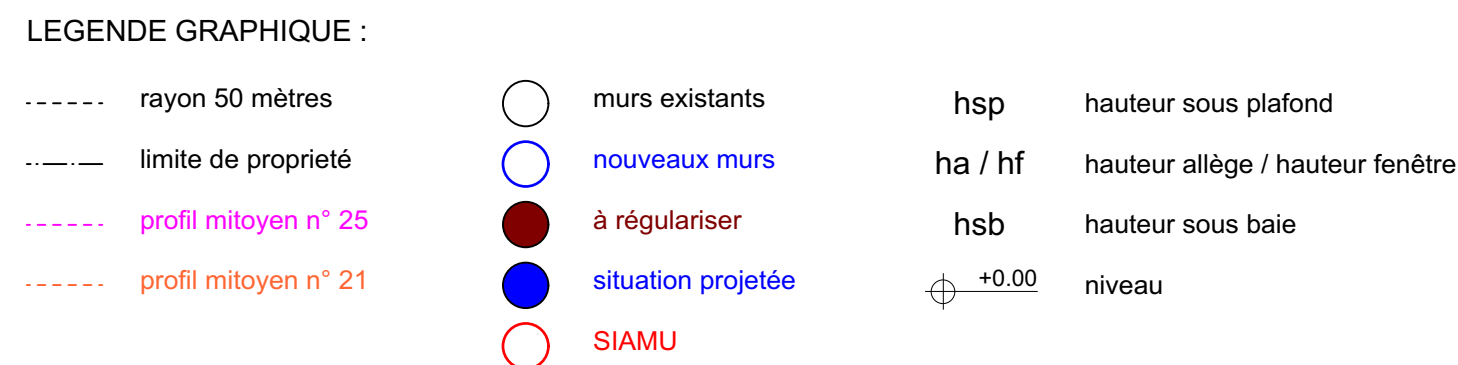 LEGENDE GRAPHIQUE :
rayon 50 mètres
limite de proprieté
profil mitoyen n° 25
profil mitoyen n° 21
murs existants
nouveaux murs
à régulariser
situation projetée
SIAMU
hsp hauteur sous plafond
ha / hf hauteur allège / hauteur fenêtre
hsb hauteur sous baie
+0.00 niveau